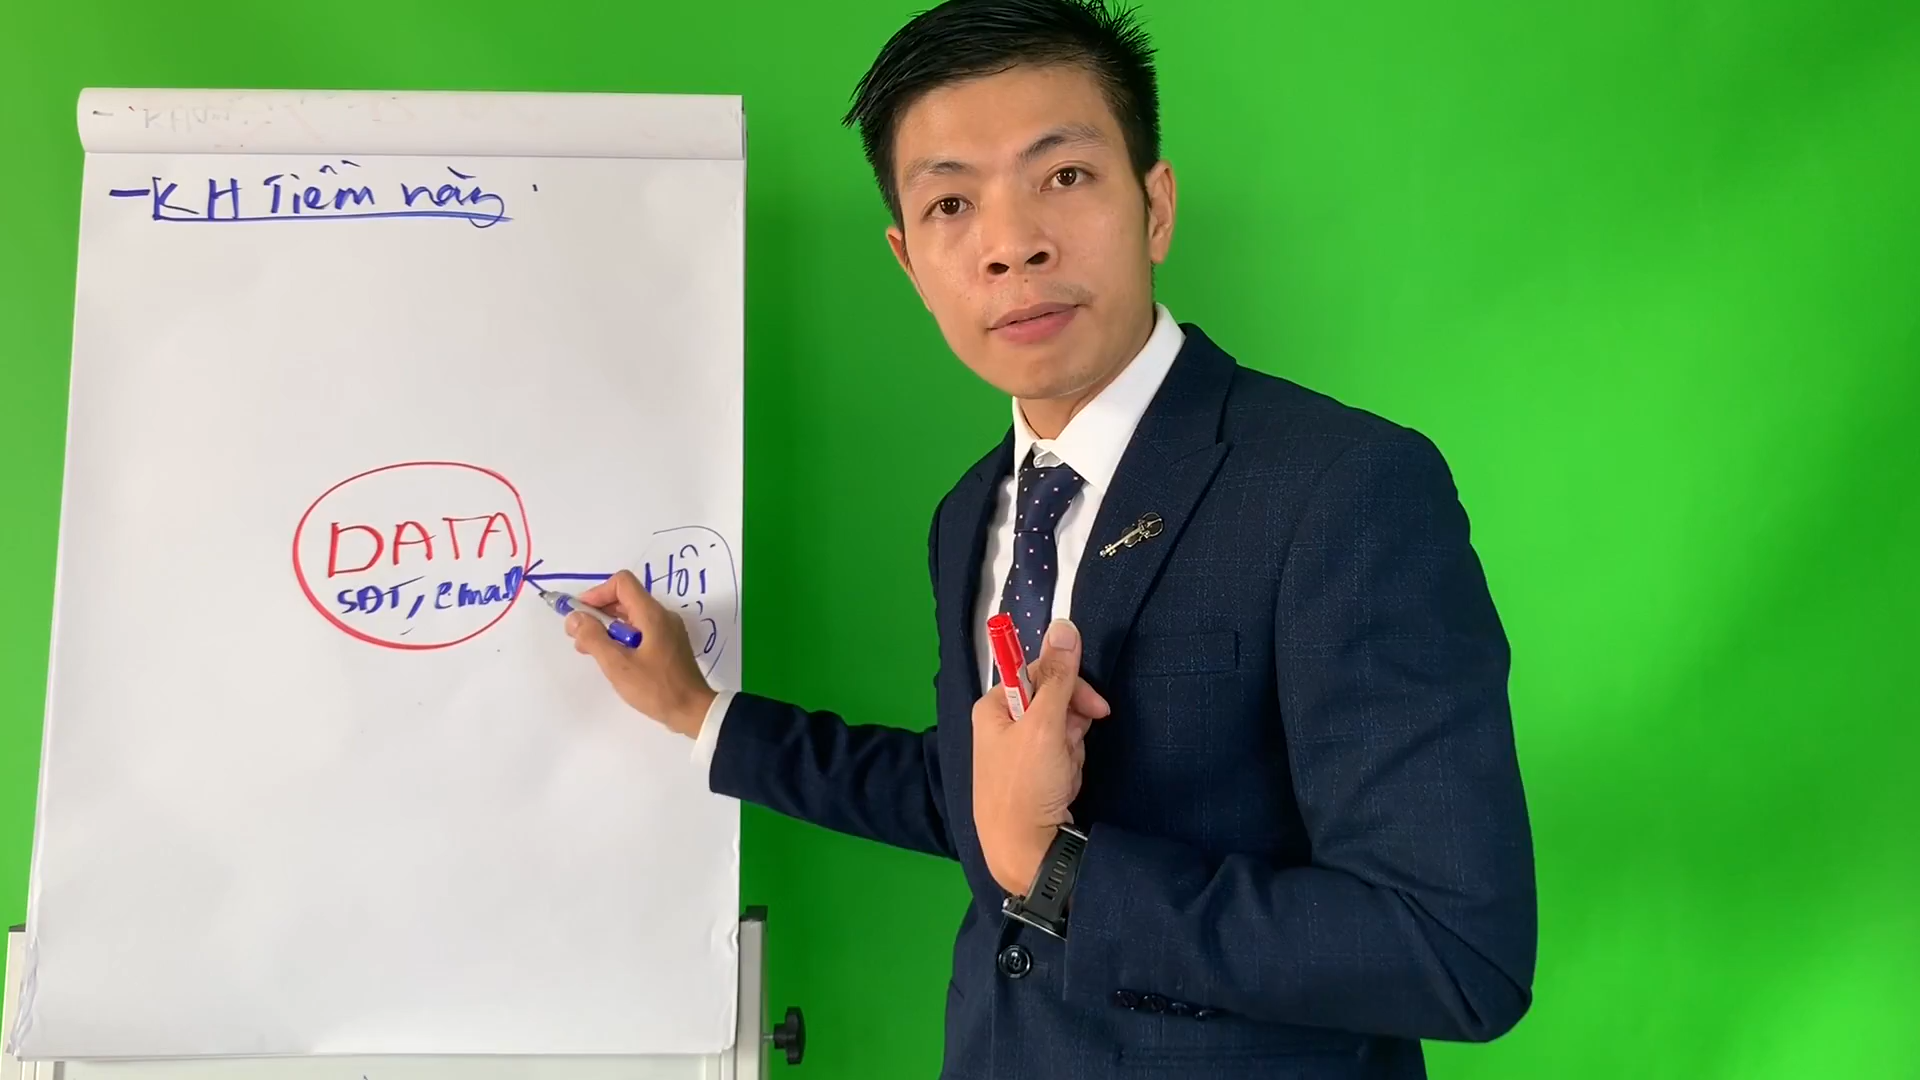 - KH Tiềm năng
DATA
SĐT, Email
Hội